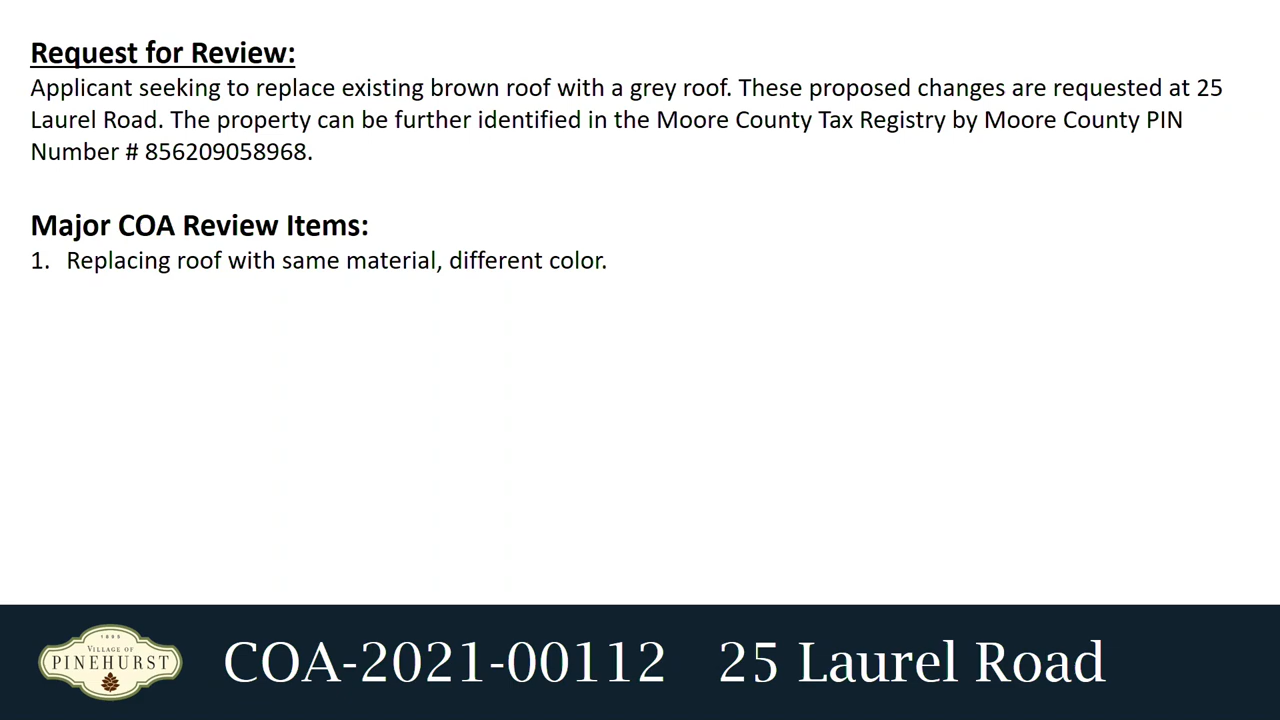 Request for Review:
Applicant seeking to replace existing brown roof with a grey roof. These proposed changes are requested at 25
Laurel Road. The property can be further identified in the Moore County Tax Registry by Moore County PIN
Number # 856209058968.
Major COA Review Items:
1. Replacing roof with same material, different color.
1895
VILLAGE OF
PINEHURST
COA-2021-00112 25 Laurel Road